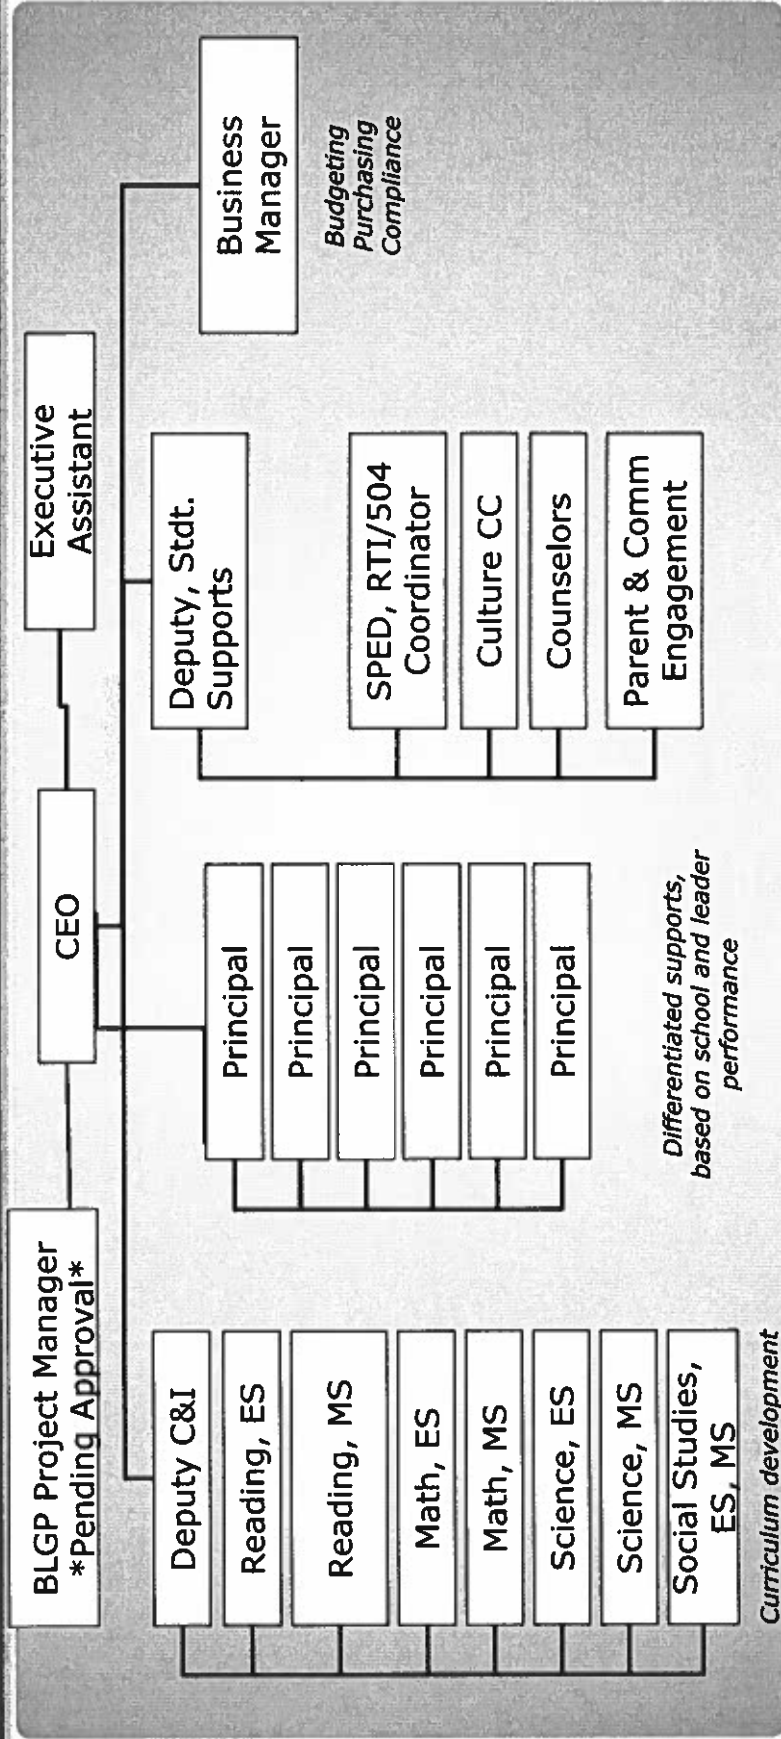 BLGP Project Manager
*Pending Approval*
CEO
Executive
Assistant
Deputy C&I
Reading, ES
Reading, MS
Math, ES
Math, MS
Science, ES
Science, MS
Social Studies,
ES, MS
Curriculum development
Principal
Principal
Principal
Principal
Principal
Principal
Differentiated supports,
based on school and leader
performance
Deputy, Stdt.
Supports
SPED, RTI/504
Coordinator
Culture CC
Counselors
Parent & Comm
Engagement
Business
Manager
Budgeting
Purchasing
Compliance